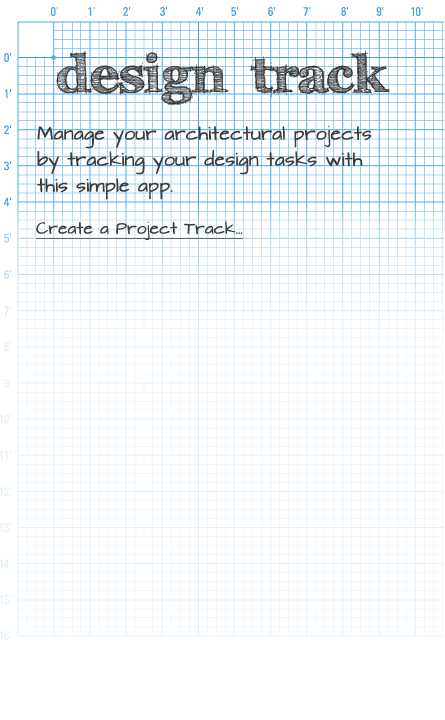 0' 1' 2' 3' 4' 5' 6' 7' 8' 9' 10'
0'
design track
1'
2'
Manage your architectural projects
by tracking your design tasks with
3'
this simple app.
4'
Create a Project Track...
5'
6'
7'
8'
9'
10'
11'
12'
13'
14'
15'
16'